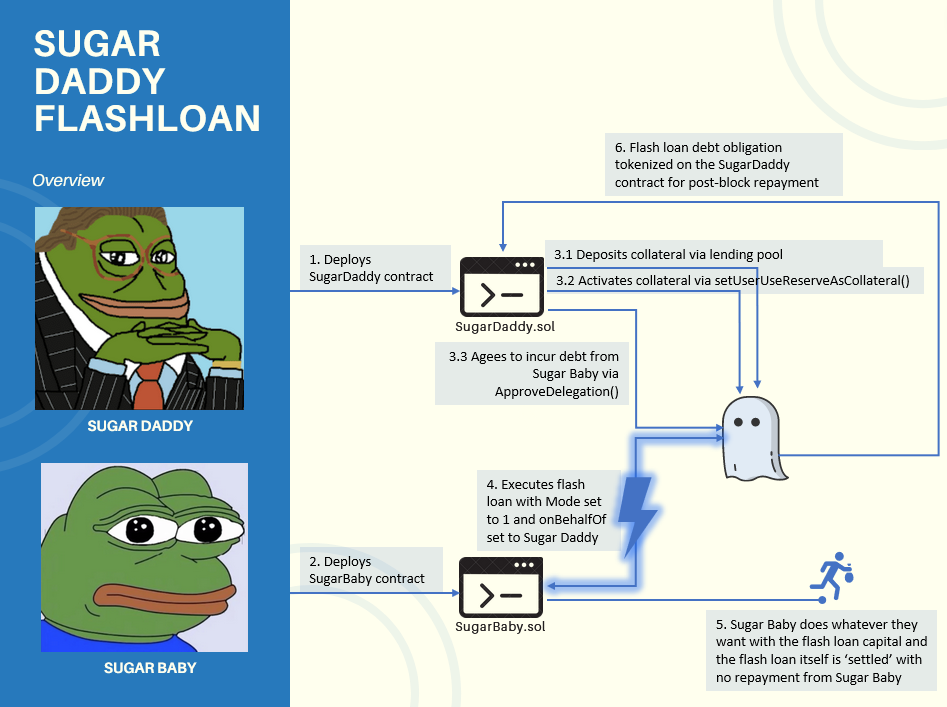 SUGAR
DADDY
FLASHLOAN
Overview
SUGAR DADDY
SUGAR BABY
6. Flash loan debt obligation
tokenized on the SugarDaddy
contract for post-block repayment
1. Deploys
SugarDaddy contract
3.1 Deposits collateral via lending pool
3.2 Activates collateral via setUserUseReserveAsCollateral()
SugarDaddy.sol
3.3 Agees to incur debt from
Sugar Baby via
ApproveDelegation()
4. Executes flash
loan with Mode set
to 1 and onBehalfOf
set to Sugar Daddy
2. Deploys
SugarBaby contract
SugarBaby.sol
5. Sugar Baby does whatever they
want with the flash loan capital and
the flash loan itself is ‘settled’ with
no repayment from Sugar Baby